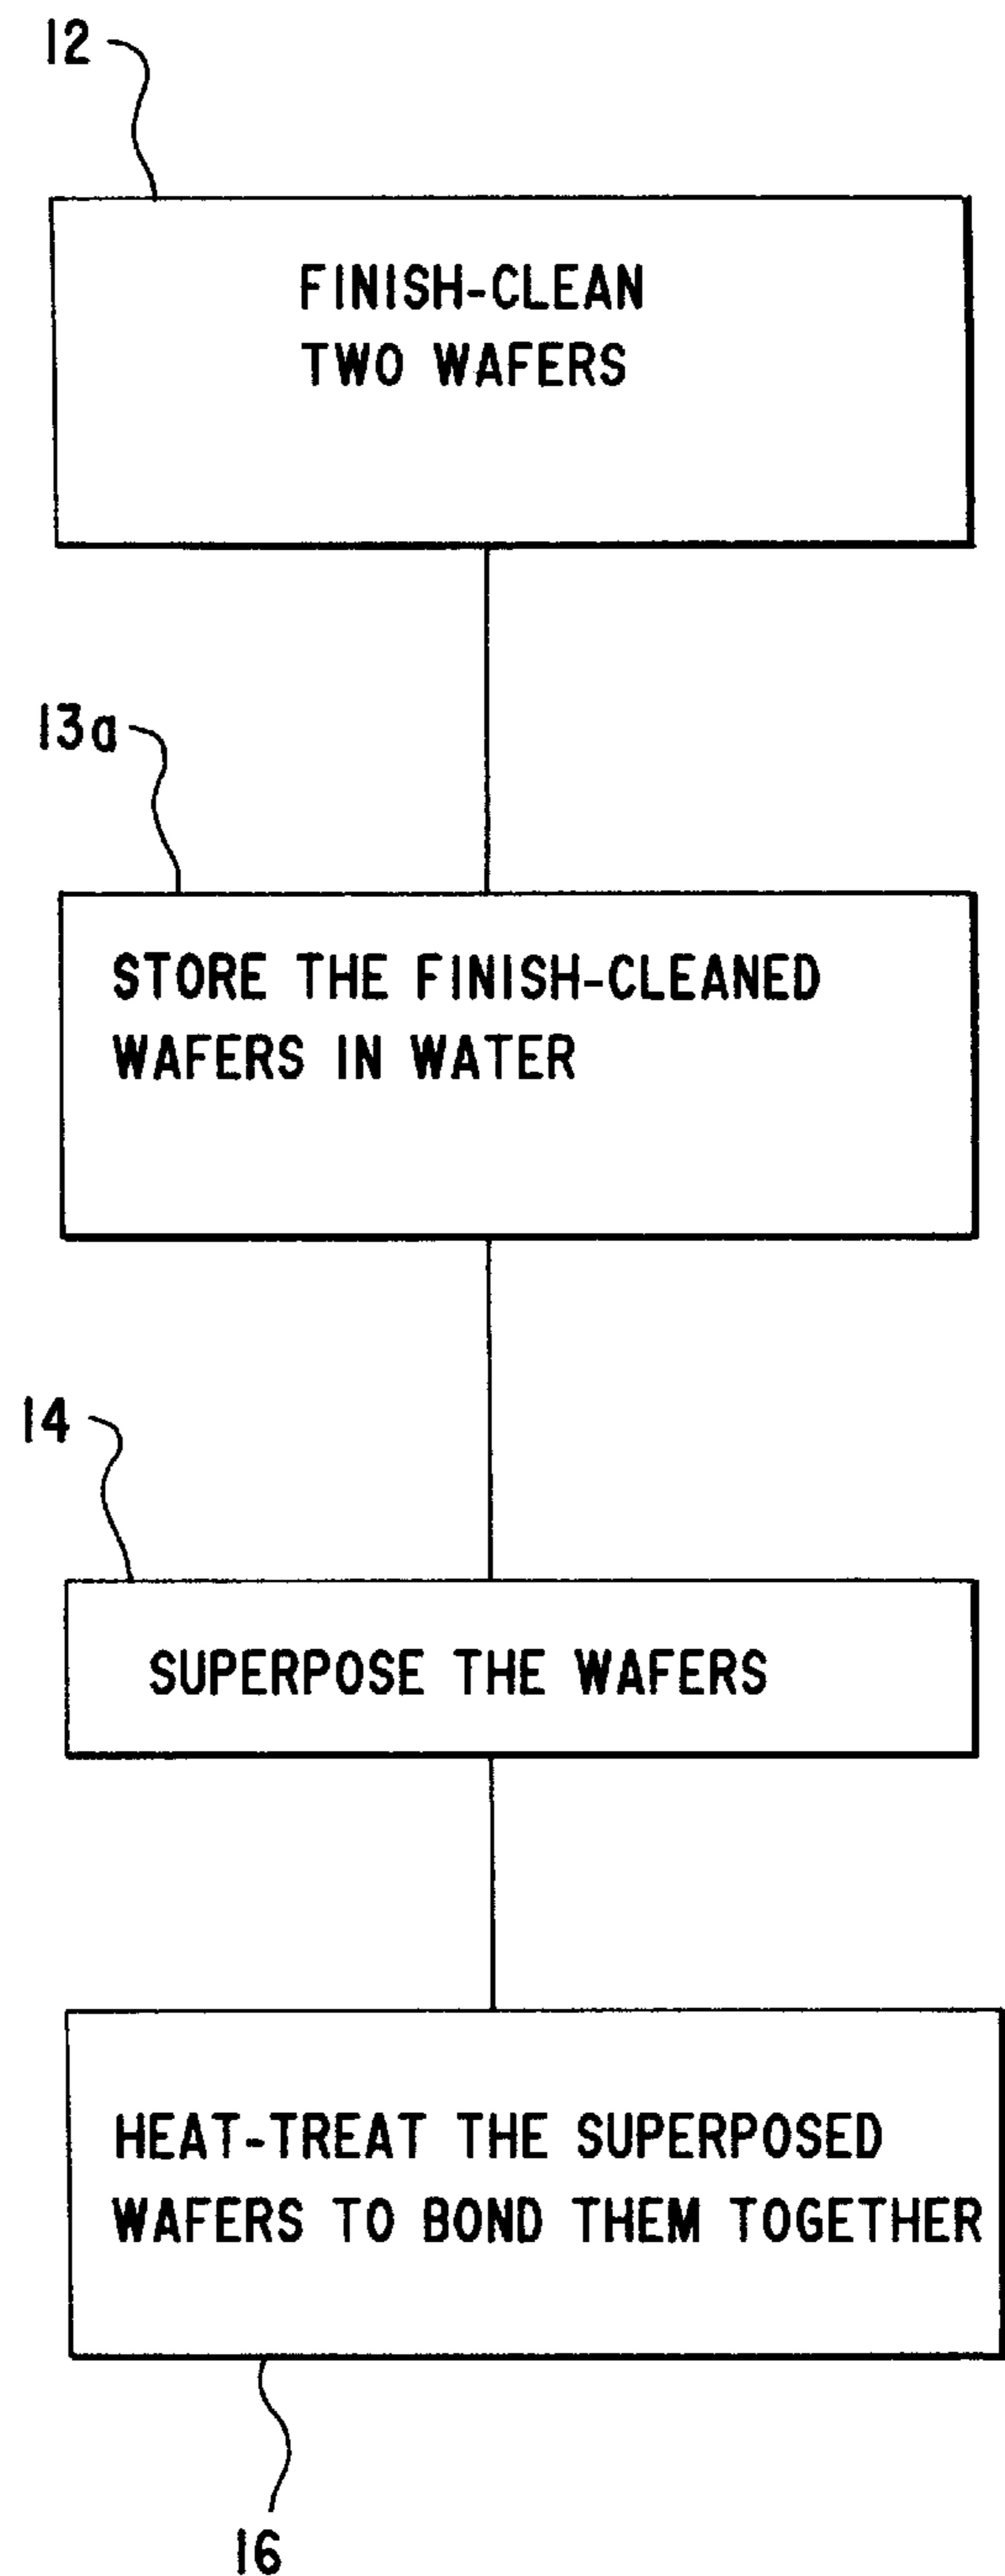 12
FINISH-CLEAN
TWO WAFERS
13a
STORE THE FINISH-CLEANED
WAFERS IN WATER
14
SUPERPOSE THE WAFERS
HEAT-TREAT THE SUPERPOSED
WAFERS TO BOND THEM TOGETHER
16